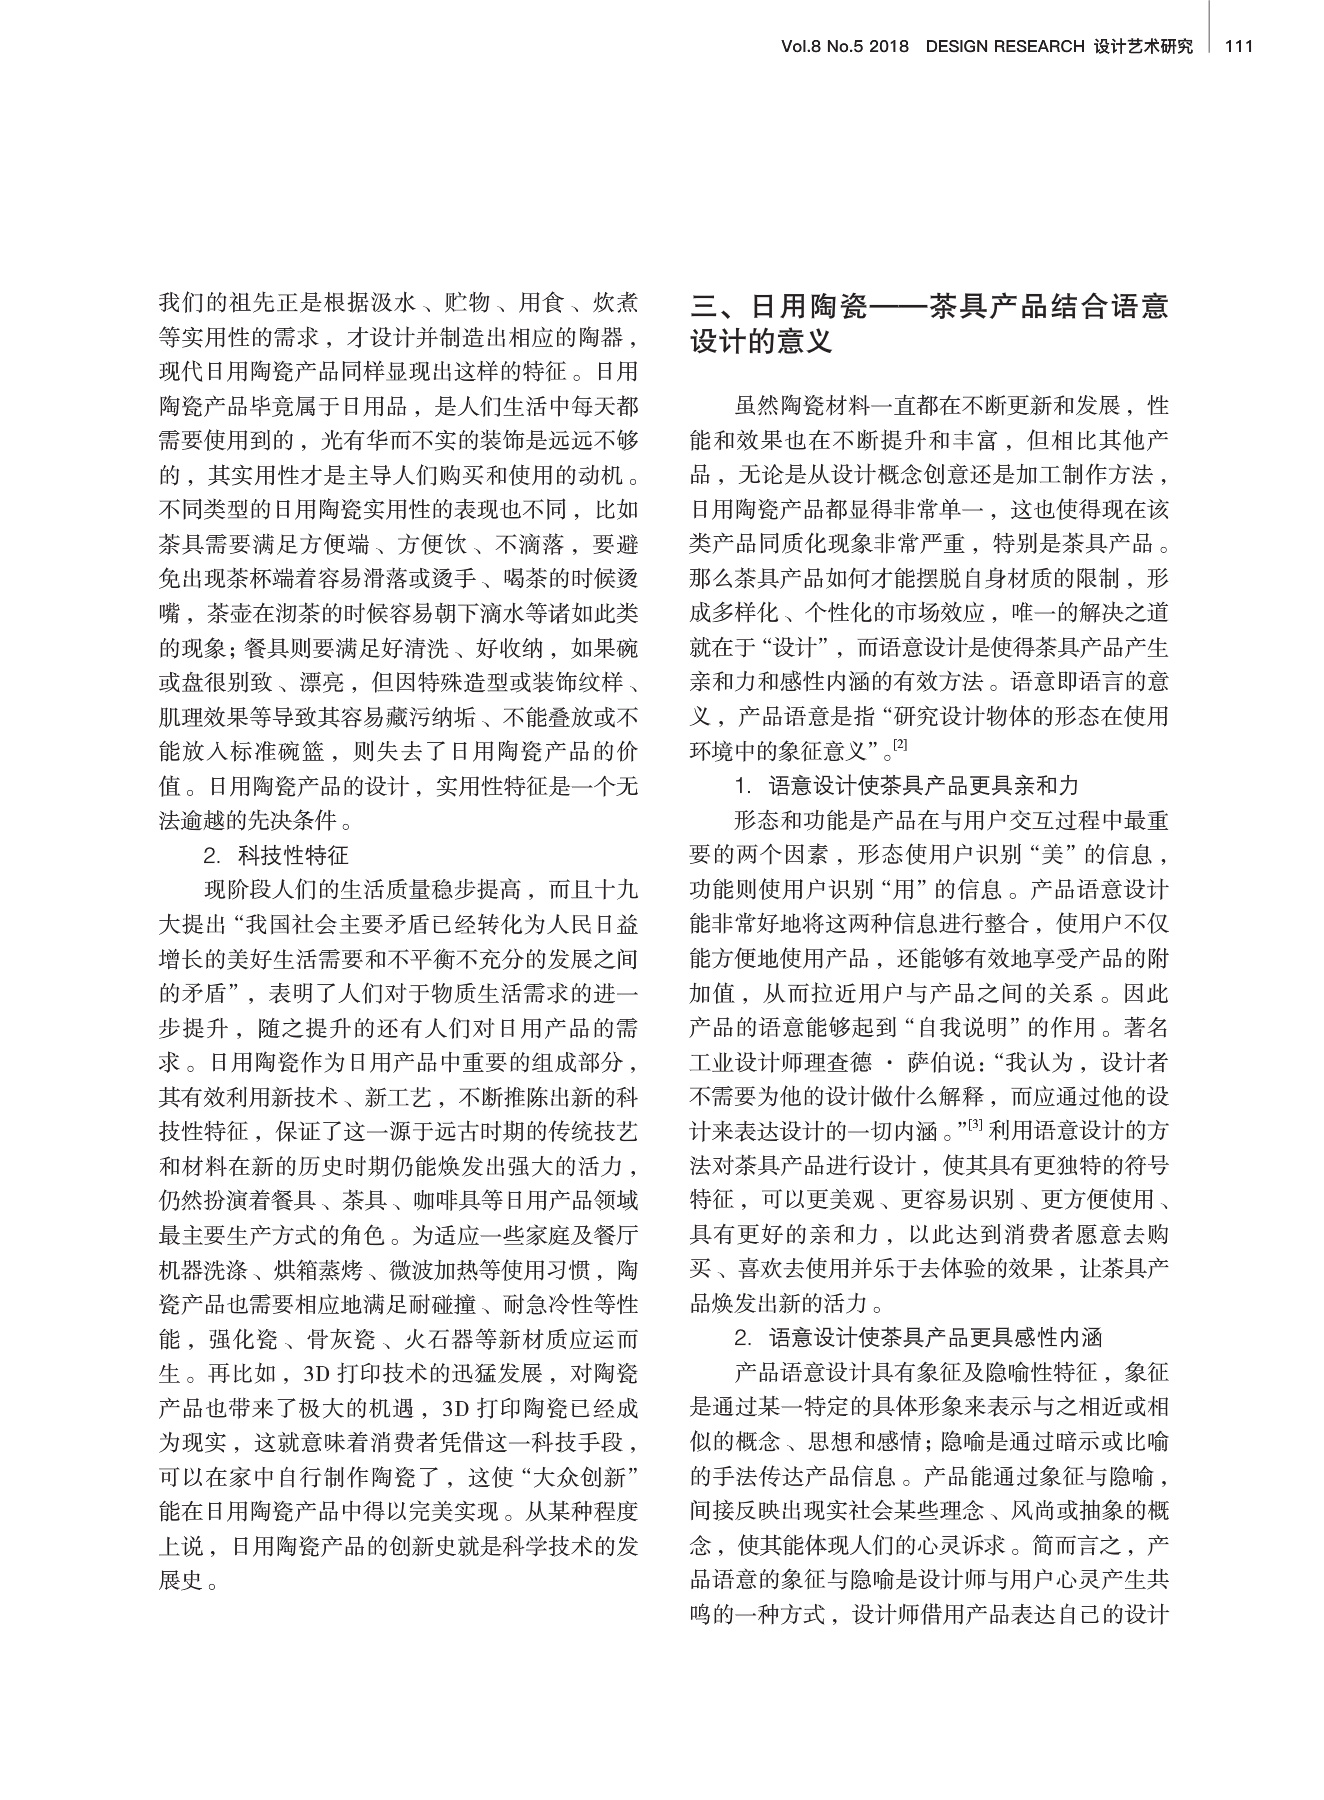 Vol.8 No.5 2018 DESIGN RESEARCH 设计艺术研究 111
我们的祖先正是根据汲水、贮物、用食、炊煮
等实用性的需求，才设计并制造出相应的陶器，
现代日用陶瓷产品同样显现出这样的特征。日用
陶瓷产品毕竟属于日用品，是人们生活中每天都
需要使用到的，光有华而不实的装饰是远远不够
的，其实用性才是主导人们购买和使用的动机。
不同类型的日用陶瓷实用性的表现也不同，比如
茶具需要满足方便端、方便饮、不滴落，要避
免出现茶杯端着容易滑落或烫手、喝茶的时候烫
嘴，茶壶在沏茶的时候容易朝下滴水等诸如此类
的现象；餐具则要满足好清洗、好收纳，如果碗
或盘很别致、漂亮，但因特殊造型或装饰纹样、
肌理效果等导致其容易藏污纳垢、不能叠放或不
能放入标准碗篮，则失去了日用陶瓷产品的价
值。日用陶瓷产品的设计，实用性特征是一个无
法逾越的先决条件。
2. 科技性特征
现阶段人们的生活质量稳步提高，而且十九
大提出“我国社会主要矛盾已经转化为人民日益
增长的美好生活需要和不平衡不充分的发展之间
的矛盾”，表明了人们对于物质生活需求的进一
步提升，随之提升的还有人们对日用产品的需
求。日用陶瓷作为日用产品中重要的组成部分，
其有效利用新技术、新工艺，不断推陈出新的科
技性特征，保证了这一源于远古时期的传统技艺
和材料在新的历史时期仍能焕发出强大的活力，
仍然扮演着餐具、茶具、咖啡具等日用产品领域
最主要生产方式的角色。为适应一些家庭及餐厅
机器洗涤、烘箱蒸烤、微波加热等使用习惯，陶
瓷产品也需要相应地满足耐碰撞、耐急冷性等性
能，强化瓷、骨灰瓷、火石器等新材质应运而
生。再比如，3D 打印技术的迅猛发展，对陶瓷
产品也带来了极大的机遇，3D 打印陶瓷已经成
为现实，这就意味着消费者凭借这一科技手段，
可以在家中自行制作陶瓷了，这使“大众创新”
能在日用陶瓷产品中得以完美实现。从某种程度
上说，日用陶瓷产品的创新史就是科学技术的发
展史。
三、日用陶瓷——茶具产品结合语意
设计的意义
虽然陶瓷材料一直都在不断更新和发展，性
能和效果也在不断提升和丰富，但相比其他产
品，无论是从设计概念创意还是加工制作方法，
日用陶瓷产品都显得非常单一，这也使得现在该
类产品同质化现象非常严重，特别是茶具产品。
那么茶具产品如何才能摆脱自身材质的限制，形
成多样化、个性化的市场效应，唯一的解决之道
就在于“设计”，而语意设计是使得茶具产品产生
亲和力和感性内涵的有效方法。语意即语言的意
义，产品语意是指“研究设计物体的形态在使用
环境中的象征意义”。[2]
1. 语意设计使茶具产品更具亲和力
形态和功能是产品在与用户交互过程中最重
要的两个因素，形态使用户识别“美”的信息，
功能则使用户识别“用”的信息。产品语意设计
能非常好地将这两种信息进行整合，使用户不仅
能方便地使用产品，还能够有效地享受产品的附
加值，从而拉近用户与产品之间的关系。因此
产品的语意能够起到“自我说明”的作用。著名
工业设计师理查德·萨伯说：“我认为，设计者
不需要为他的设计做什么解释，而应通过他的设
计来表达设计的一切内涵。”[3] 利用语意设计的方
法对茶具产品进行设计，使其具有更独特的符号
特征，可以更美观、更容易识别、更方便使用、
具有更好的亲和力，以此达到消费者愿意去购
买、喜欢去使用并乐于去体验的效果，让茶具产
品焕发出新的活力。
2. 语意设计使茶具产品更具感性内涵
产品语意设计具有象征及隐喻性特征，象征
是通过某一特定的具体形象来表示与之相近或相
似的概念、思想和感情；隐喻是通过暗示或比喻
的手法传达产品信息。产品能通过象征与隐喻，
间接反映出现实社会某些理念、风尚或抽象的概
念，使其能体现人们的心灵诉求。简而言之，产
品语意的象征与隐喻是设计师与用户心灵产生共
鸣的一种方式，设计师借用产品表达自己的设计